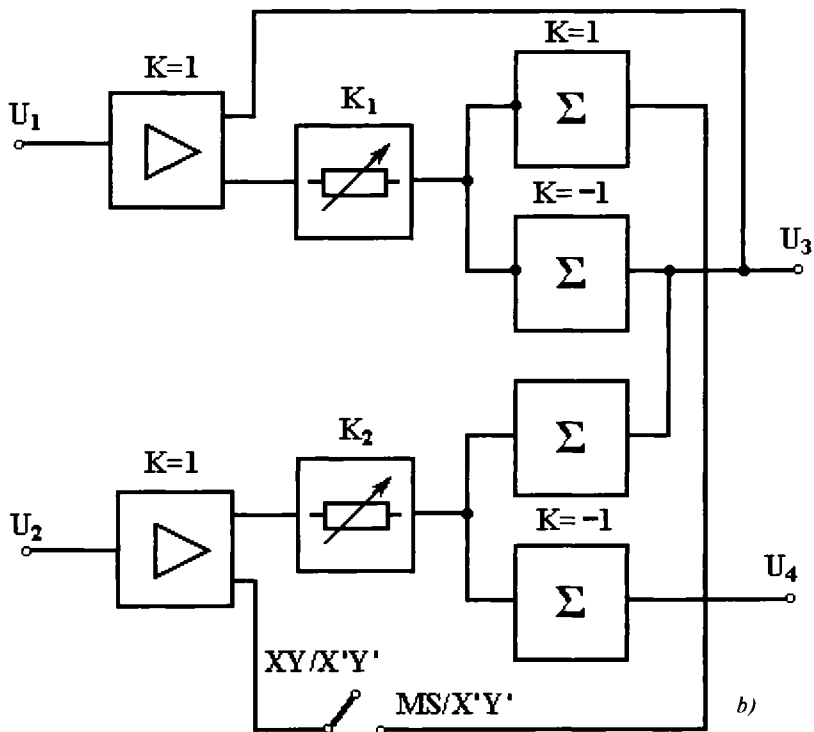 K=1
K=1
U₁
K₁
Σ
K= −1
Σ
U₃
K₂
Σ
K=1
U₂
K= −1
Σ
U₄
XY/X'Y'
MS/X'Y'
b)